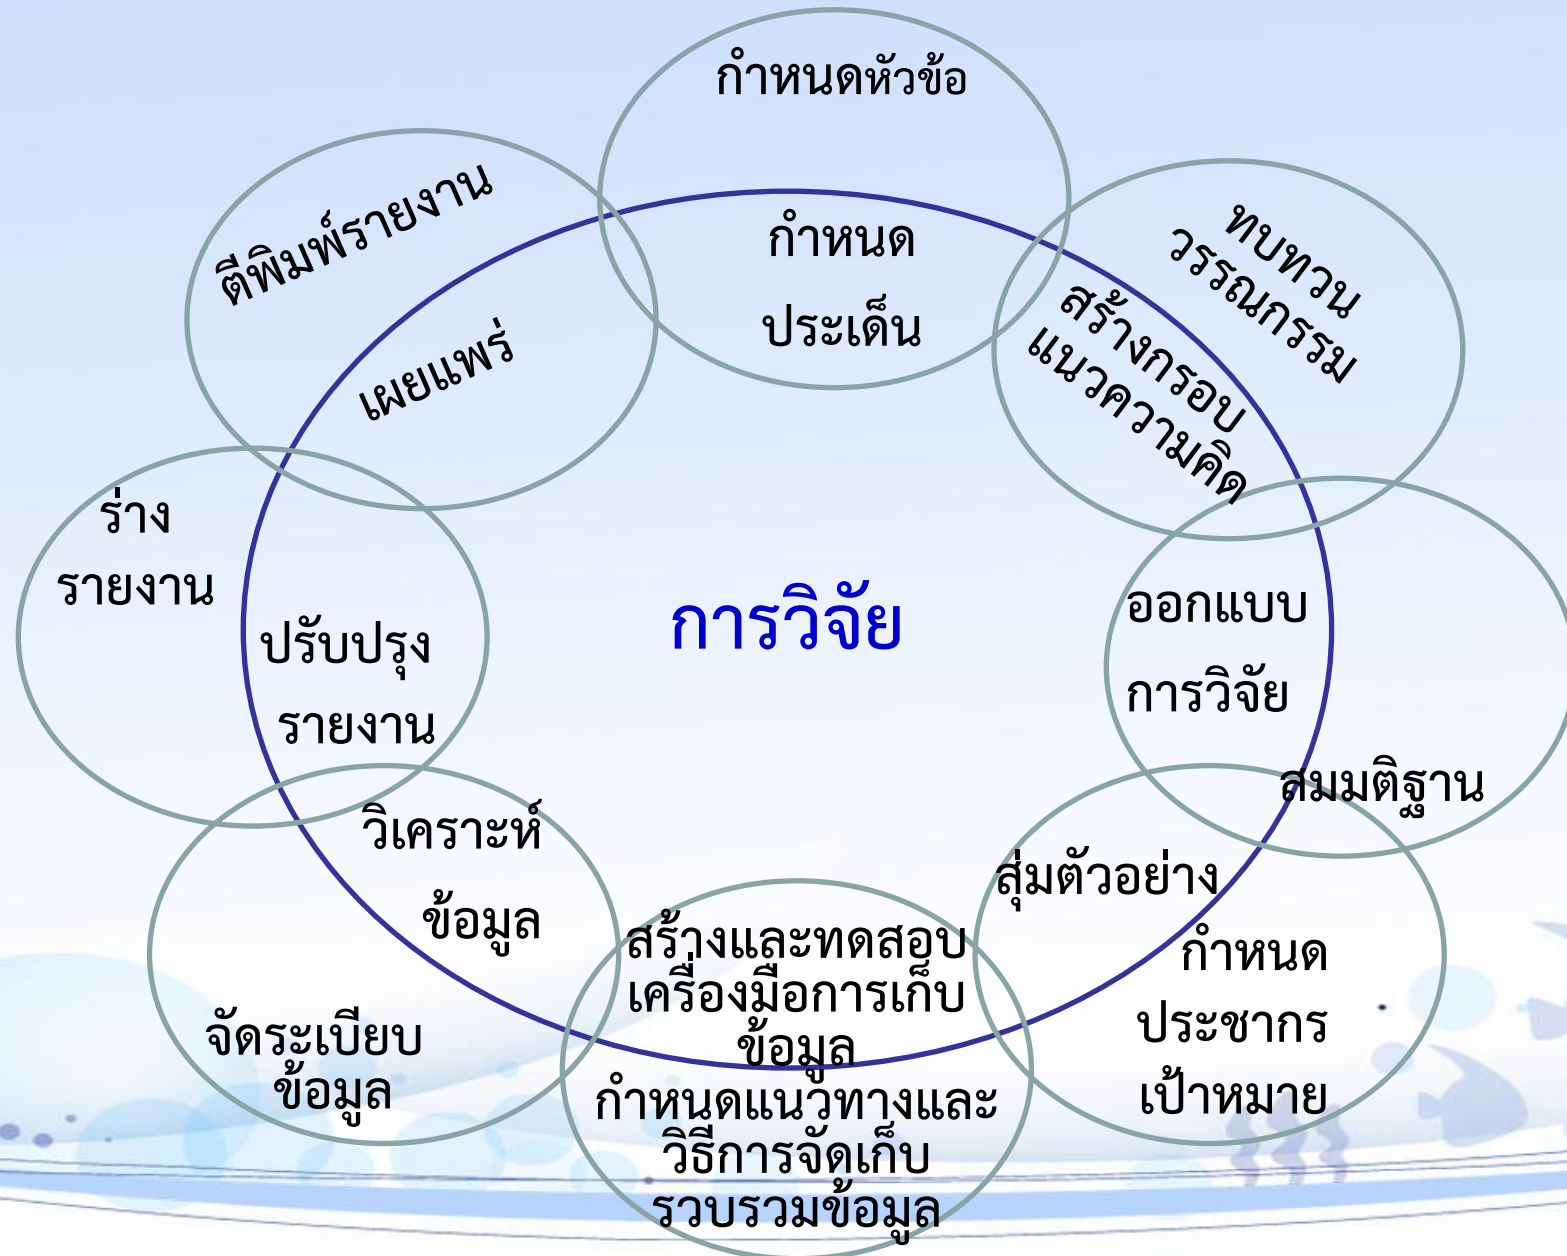 กำหนดหัวข้อ
กำหนด
ประเด็น
ทบทวน
วรรณกรรม
สร้างกรอบ
แนวความคิด
ออกแบบ
การวิจัย
สมมติฐาน
สุ่มตัวอย่าง
กำหนด
ประชากร
เป้าหมาย
สร้างและทดสอบ
เครื่องมือการเก็บ
ข้อมูล
กำหนดแนวทางและ
วิธีการจัดเก็บ
รวบรวมข้อมูล
วิเคราะห์
ข้อมูล
จัดระเบียบ
ข้อมูล
ร่าง
รายงาน
ปรับปรุง
รายงาน
ตีพิมพ์รายงาน
เผยแพร่
การวิจัย